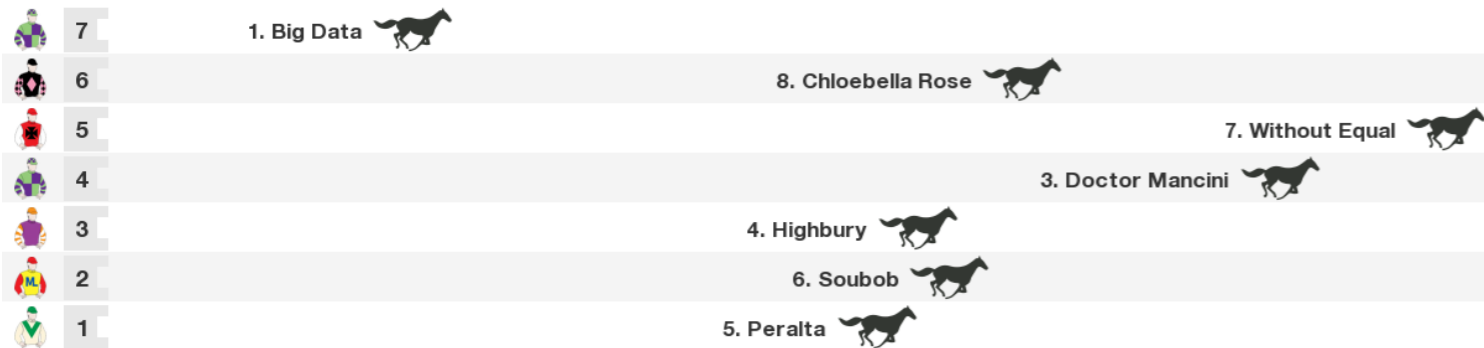 7 1. Big Data
6 8. Chloebella Rose
5 7. Without Equal
4 3. Doctor Mancini
3 4. Highbury
ML 2 6. Soubob
1 5. Peralta